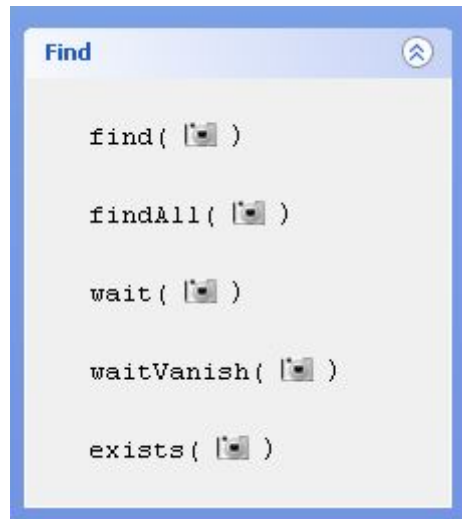 Find
find( )
findAll( )
wait( )
waitVanish( )
exists( )